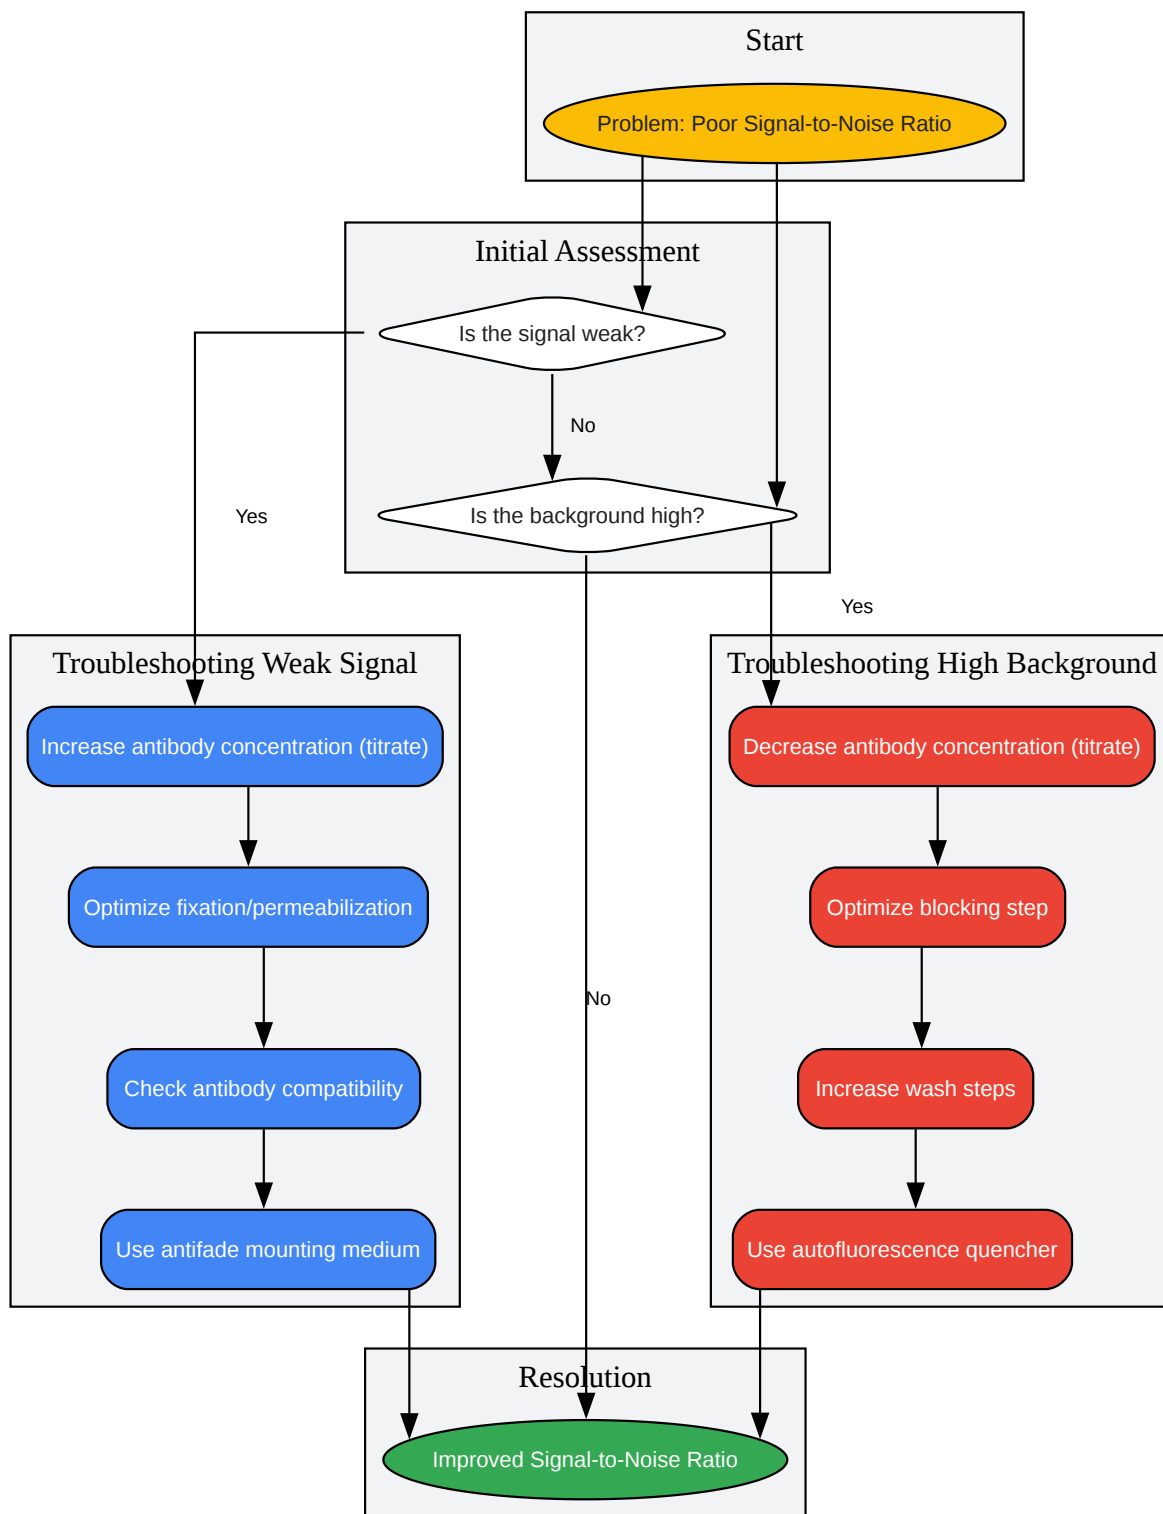 Start
Problem: Poor Signal-to-Noise Ratio
Initial Assessment
Is the signal weak?
No
Is the background high?
Yes
Yes
Troubleshooting Weak Signal
Increase antibody concentration (titrate)
Optimize fixation/permeabilization
Check antibody compatibility
Use antifade mounting medium
No
Troubleshooting High Background
Decrease antibody concentration (titrate)
Optimize blocking step
Increase wash steps
Use autofluorescence quencher
Resolution
Improved Signal-to-Noise Ratio